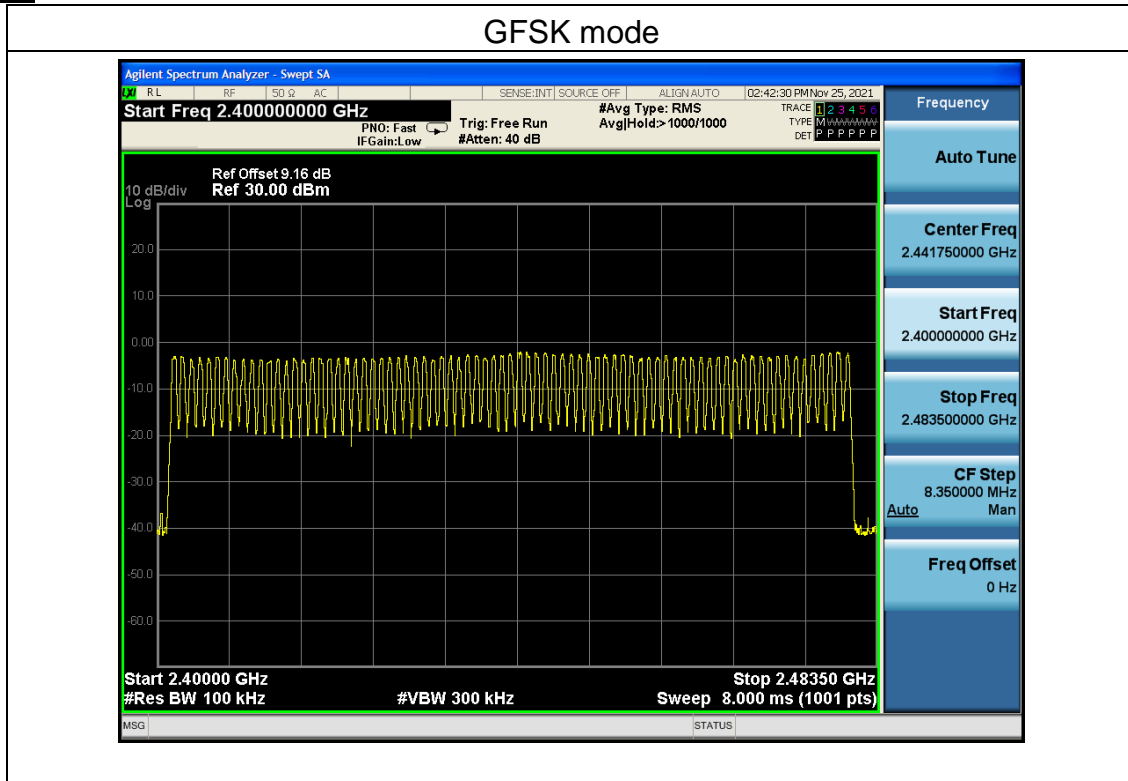 GFSK mode
Agilent Spectrum Analyzer - Swept SA
LXI RL RF 50 Ω AC SENSE:INT SOURCE OFF ALIGN AUTO 02:42:30 PM Nov 25, 2021
Start Freq 2.400000000 GHz
PNO: Fast
IFGain:Low
Trig: Free Run
#Atten: 40 dB
#Avg Type: RMS
Avg|Hold:> 1000/1000
TRACE 1 2 3 4 5 6
TYPE M WWWWW
DET P P P P P P
Ref Offset 9.16 dB
10 dB/div Ref 30.00 dBm
Log
20.0
10.0
0.00
-10.0
-20.0
-30.0
-40.0
-50.0
-60.0
Start 2.40000 GHz Stop 2.48350 GHz
#Res BW 100 kHz #VBW 300 kHz Sweep 8.000 ms (1001 pts)
MSG STATUS
Frequency
Auto Tune
Center Freq
2.441750000 GHz
Start Freq
2.400000000 GHz
Stop Freq
2.483500000 GHz
CF Step
8.350000 MHz
Auto Man
Freq Offset
0 Hz